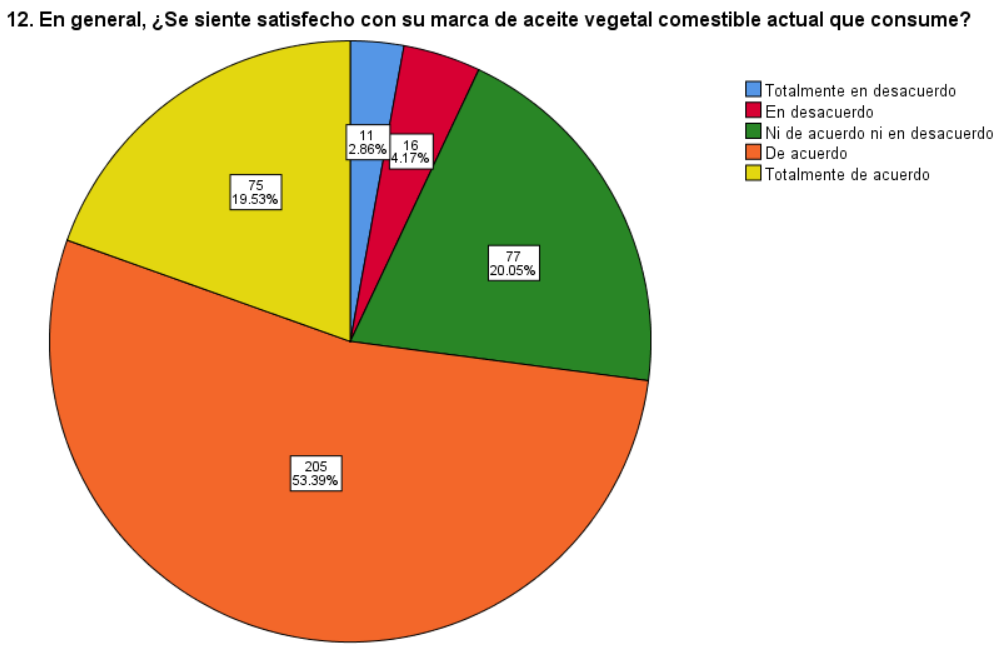 12. En general, ¿Se siente satisfecho con su marca de aceite vegetal comestible actual que consume?
Totalmente en desacuerdo
En desacuerdo
Ni de acuerdo ni en desacuerdo
De acuerdo
Totalmente de acuerdo
11
2.86%
16
4.17%
75
19.53%
77
20.05%
205
53.39%